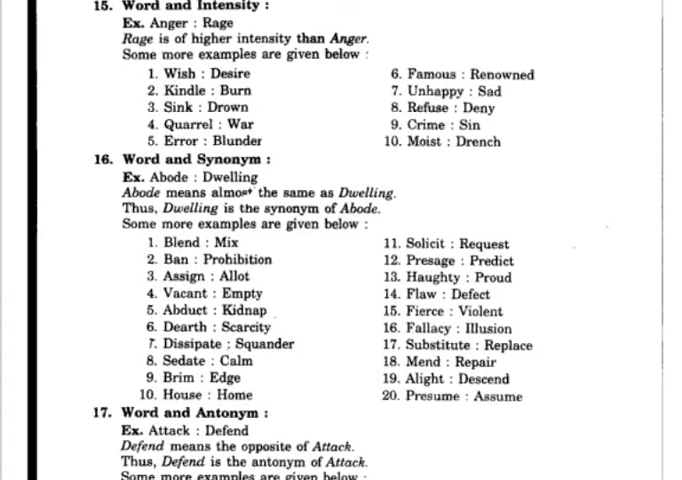 15. Word and Intensity :
Ex. Anger : Rage
Rage is of higher intensity than Anger.
Some more examples are given below :
1. Wish : Desire
2. Kindle : Burn
3. Sink : Drown
4. Quarrel : War
5. Error : Blunder
6. Famous : Renowned
7. Unhappy : Sad
8. Refuse : Deny
9. Crime : Sin
10. Moist : Drench
16. Word and Synonym :
Ex. Abode : Dwelling
Abode means almost the same as Dwelling.
Thus, Dwelling is the synonym of Abode.
Some more examples are given below :
1. Blend : Mix
2. Ban : Prohibition
3. Assign : Allot
4. Vacant : Empty
5. Abduct : Kidnap
6. Dearth : Scarcity
7. Dissipate : Squander
8. Sedate : Calm
9. Brim : Edge
10. House : Home
11. Solicit : Request
12. Presage : Predict
13. Haughty : Proud
14. Flaw : Defect
15. Fierce : Violent
16. Fallacy : Illusion
17. Substitute : Replace
18. Mend : Repair
19. Alight : Descend
20. Presume : Assume
17. Word and Antonym :
Ex. Attack : Defend
Defend means the opposite of Attack.
Thus, Defend is the antonym of Attack.
Some more examples are given below :